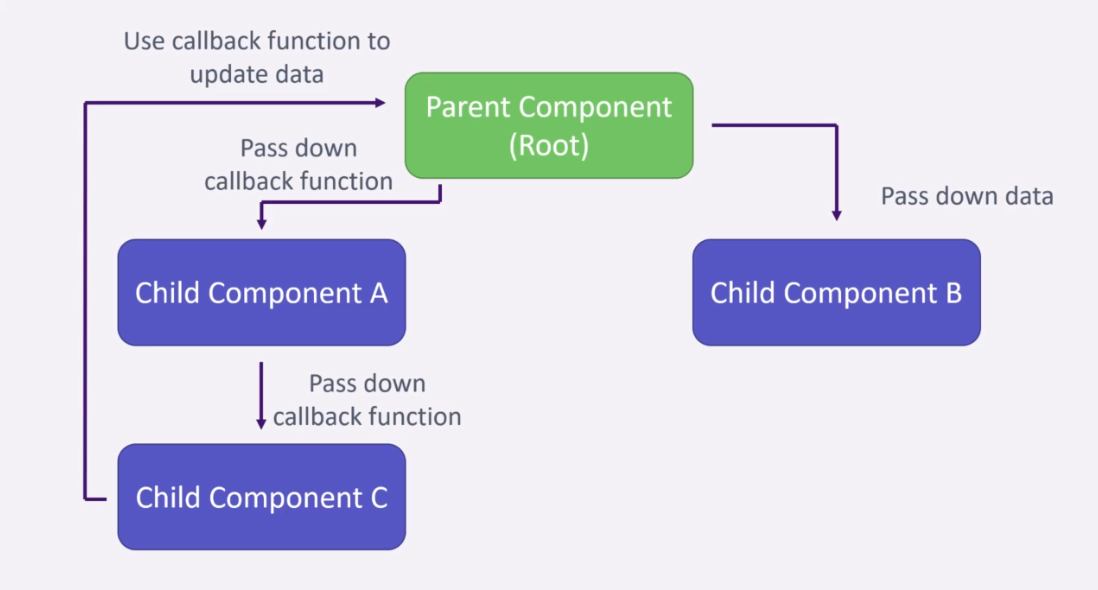 Use callback function to
update data
Parent Component
(Root)
Pass down
callback function
Pass down data
Child Component A
Child Component B
Pass down
callback function
Child Component C